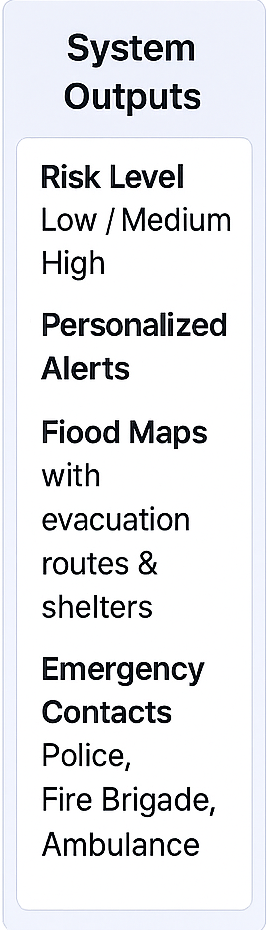 System
Outputs
Risk Level
Low / Medium
High
Personalized
Alerts
Fiood Maps
with
evacuation
routes &
shelters
Emergency
Contacts
Police,
Fire Brigade,
Ambulance